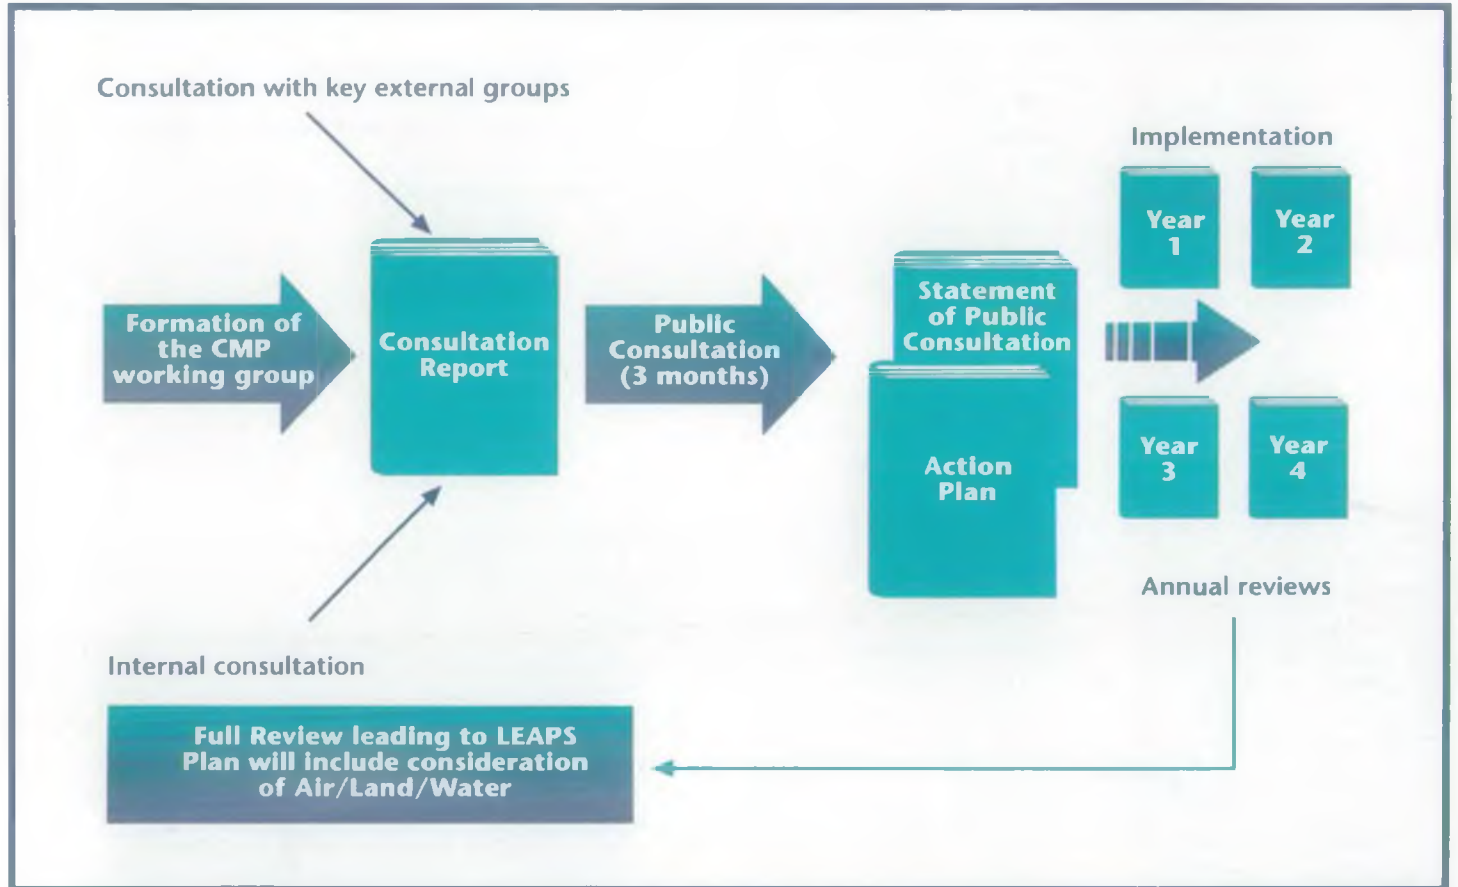 Consultation with key external groups
Implementation
Year
1
Year
2
Formation of
the CMP
working group
Consultation
Report
Public
Consultation
(3 months)
Statement
of Public
Consultation
Action
Plan
Year
3
Year
4
Annual reviews
Internal consultation
Full Review leading to LEAPS
Plan will include consideration
of Air/Land/Water